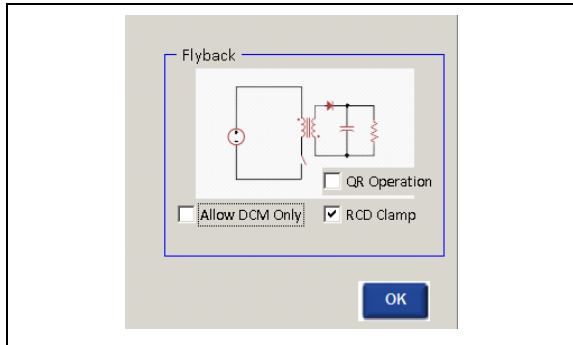 Flyback
QR Operation
Allow DCM Only
RCD Clamp
OK